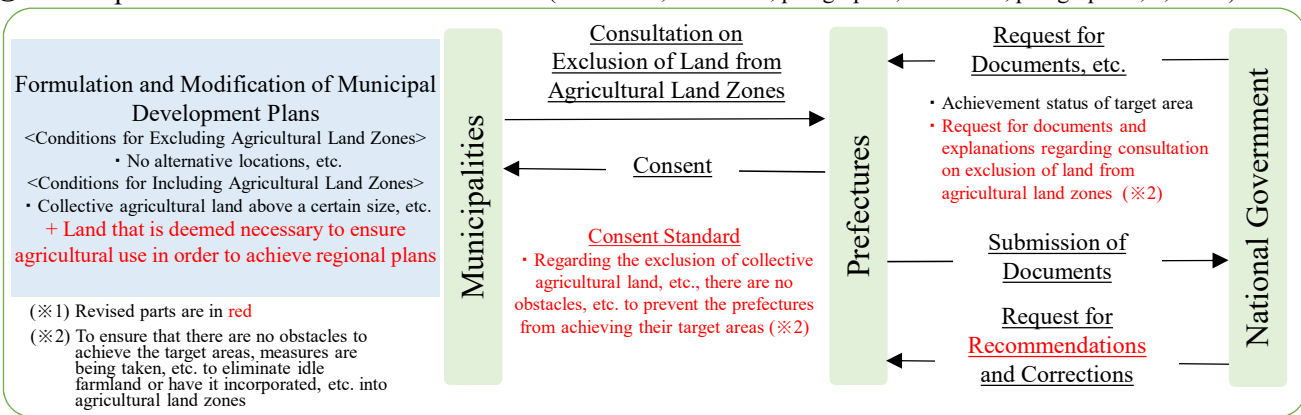 Formulation and Modification of Municipal
Development Plans
<Conditions for Excluding Agricultural Land Zones>
・No alternative locations, etc.
<Conditions for Including Agricultural Land Zones>
・Collective agricultural land above a certain size, etc.
+ Land that is deemed necessary to ensure
agricultural use in order to achieve regional plans
(※1) Revised parts are in red
(※2) To ensure that there are no obstacles to
achieve the target areas, measures are
being taken, etc. to eliminate idle
farmland or have it incorporated, etc. into
agricultural land zones
Municipalities
Consultation on
Exclusion of Land from
Agricultural Land Zones
Consent
Consent Standard
・Regarding the exclusion of collective
agricultural land, etc., there are no
obstacles, etc. to prevent the prefectures
from achieving their target areas (※2)
Prefectures
Request for
Documents, etc.
・Achievement status of target area
・Request for documents and
explanations regarding consultation
on exclusion of land from
agricultural land zones (※2)
Submission of
Documents
Request for
Recommendations
and Corrections
National Government